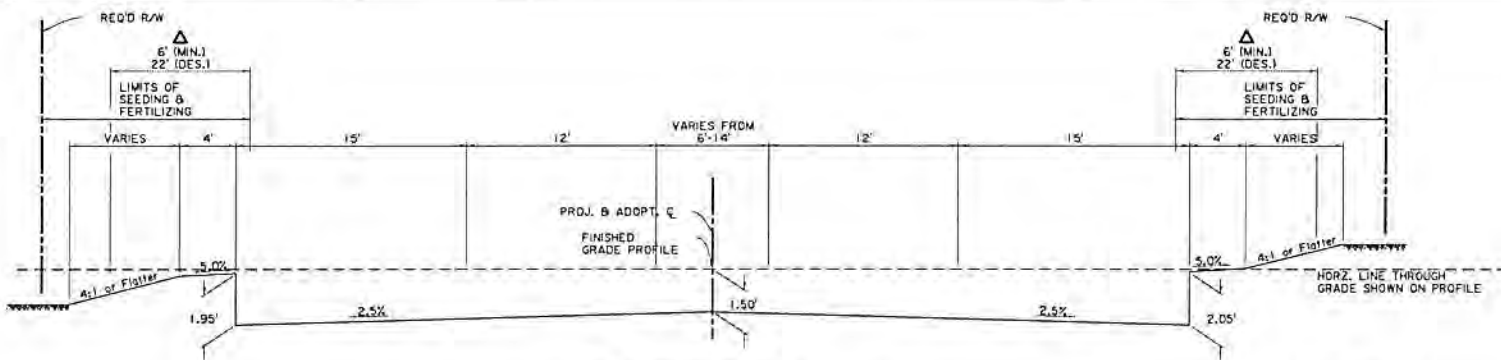 REQ'D R/W
REQ'D R/W
6' (MIN.)
22' (DES.)
6' (MIN.)
22' (DES.)
LIMITS OF
SEEDING &
FERTILIZING
LIMITS OF
SEEDING &
FERTILIZING
VARIES
4'
15'
12'
VARIES FROM
6'-14'
12'
15'
4'
VARIES
PROJ. & ADOPT. ℄
FINISHED
GRADE PROFILE
4:1 or Flatter
5.0%
5.0%
4:1 or Flatter
HORZ. LINE THROUGH
GRADE SHOWN ON PROFILE
1.95'
2.5%
1.50'
2.5%
2.05'